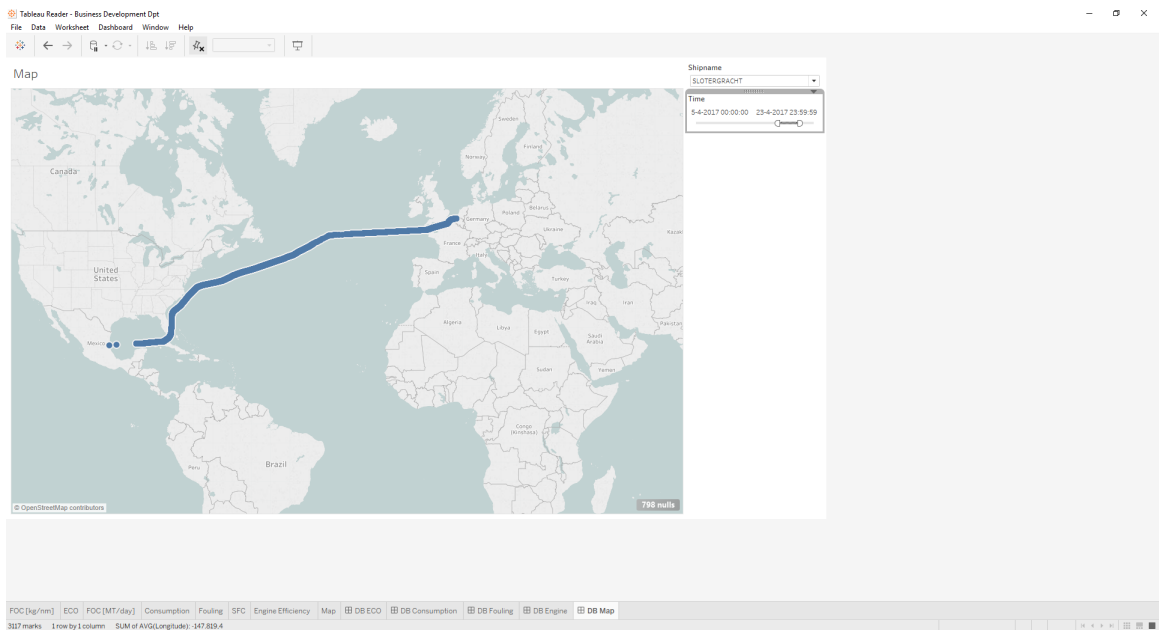 Tableau Reader - Business Development Dpt
File Data Worksheet Dashboard Window Help
Map
Shipname
SLOTERGRACHT
Time
5-4-2017 00:00:00 23-4-2017 23:59:59
Sweden
Finland
Norway
Canada
Belarus
Poland
Germany
Ukraine
Kazak
France
Italy
United
States
Spain
Turkey
Iraq
Iran
Algeria
Libya
Egypt
Pakistan
Saudi
Arabia
Mexico
Sudan
Yemen
Congo
(Kinshasa)
Peru
Brazil
© OpenStreetMap contributors
798 nulls
FOC [kg/nm] ECO FOC [MT/day] Consumption Fouling SFC Engine Efficiency Map DB ECO DB Consumption DB Fouling DB Engine DB Map
3117 marks 1 row by 1 column SUM of AVG(Longitude): -147.819,4